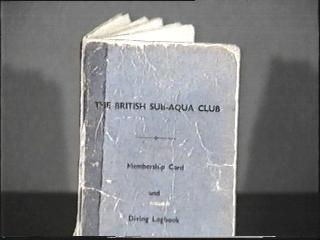 THE BRITISH SUb-AQUA CLUB
Membership Card
and
Diving Logbook